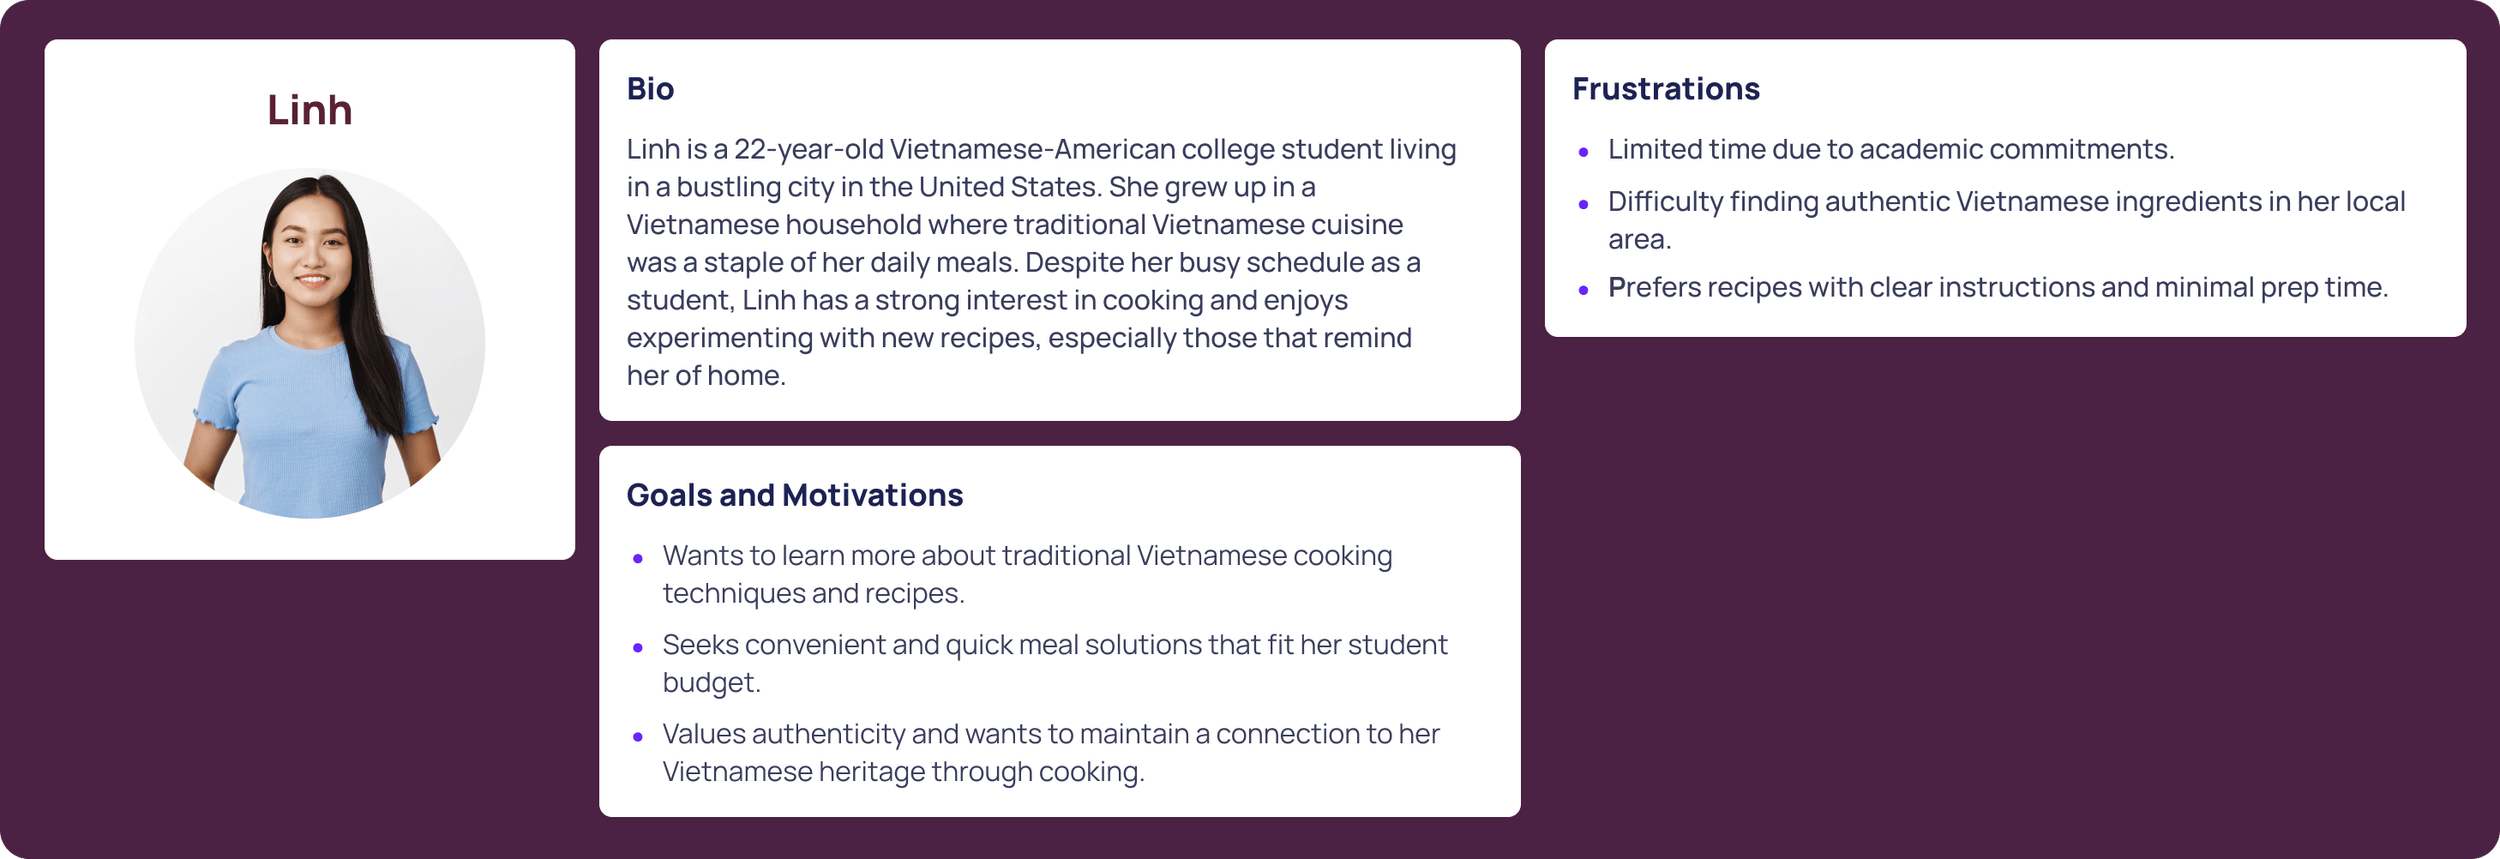 Linh
Bio
Linh is a 22-year-old Vietnamese-American college student living
in a bustling city in the United States. She grew up in a
Vietnamese household where traditional Vietnamese cuisine
was a staple of her daily meals. Despite her busy schedule as a
student, Linh has a strong interest in cooking and enjoys
experimenting with new recipes, especially those that remind
her of home.
Goals and Motivations
• Wants to learn more about traditional Vietnamese cooking
techniques and recipes.
• Seeks convenient and quick meal solutions that fit her student
budget.
• Values authenticity and wants to maintain a connection to her
Vietnamese heritage through cooking.
Frustrations
• Limited time due to academic commitments.
• Difficulty finding authentic Vietnamese ingredients in her local
area.
• Prefers recipes with clear instructions and minimal prep time.